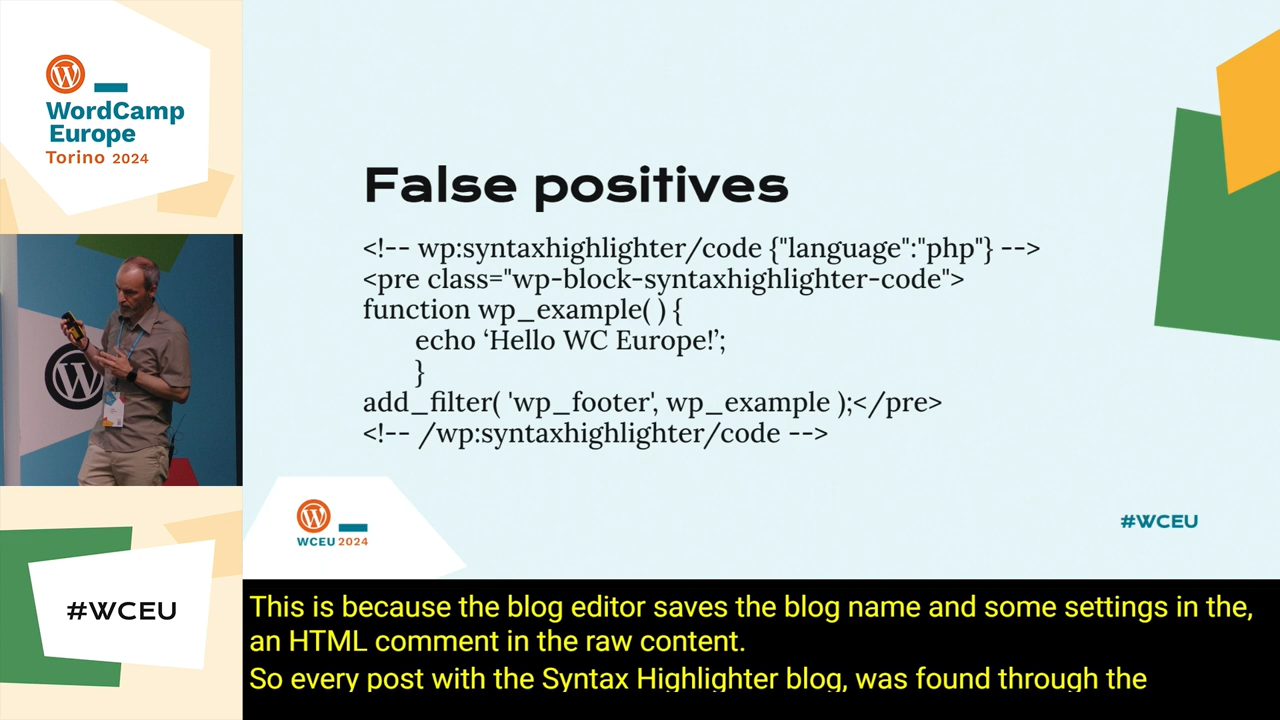 WordCamp
Europe
Torino 2024
False positives
<!-- wp:syntaxhighlighter/code {"language":"php"} -->
<pre class="wp-block-syntaxhighlighter-code">
function wp_example( ) {
echo ‘Hello WC Europe!’;
}
add_filter( 'wp_footer', wp_example );</pre>
<!-- /wp:syntaxhighlighter/code -->
WCEU 2024
#WCEU
#WCEU
This is because the blog editor saves the blog name and some settings in the,
an HTML comment in the raw content.
So every post with the Syntax Highlighter blog, was found through the